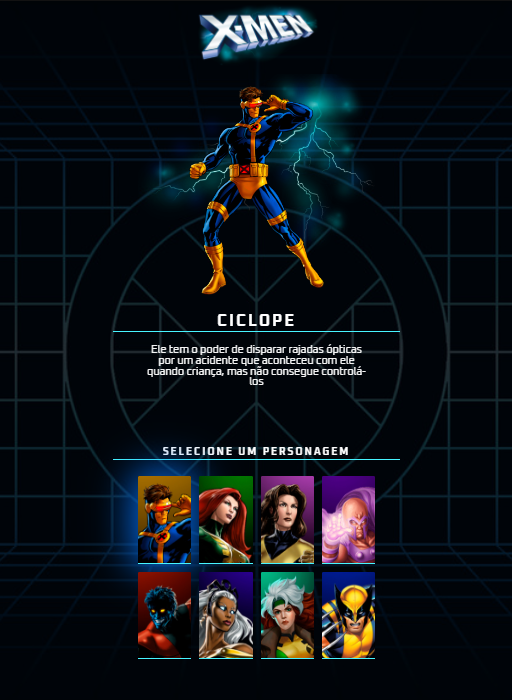 X-MEN
CICLOPE
Ele tem o poder de disparar rajadas ópticas
por um acidente que aconteceu com ele
quando criança, mas não consegue controlá-
los
SELECIONE UM PERSONAGEM